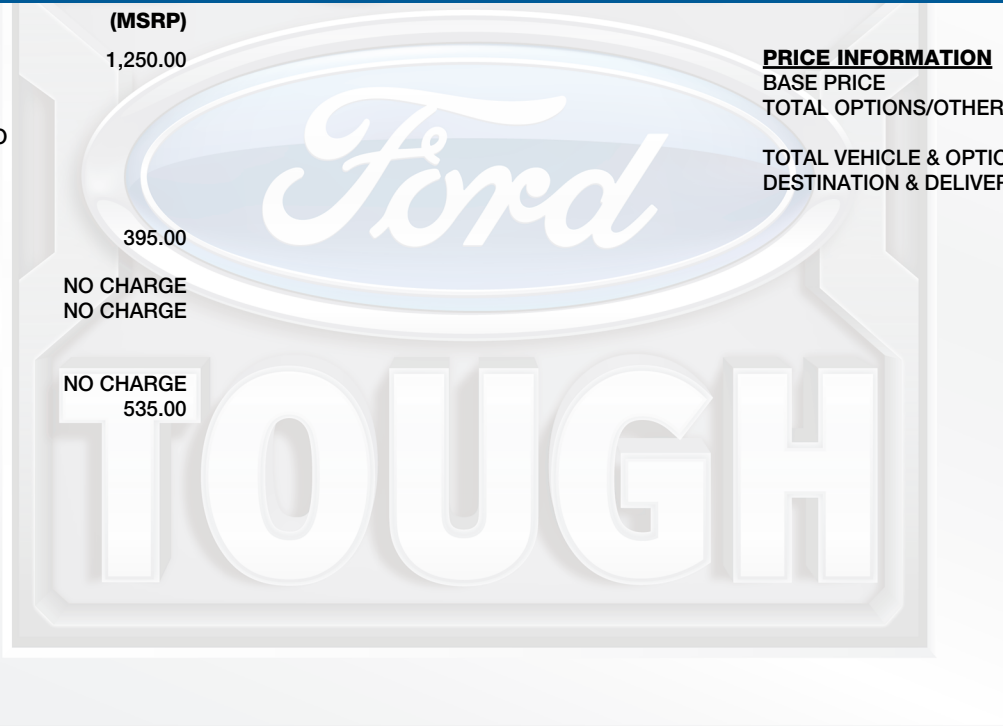 (MSRP)
1,250.00
395.00
NO CHARGE
NO CHARGE
NO CHARGE
535.00
PRICE INFORMATION
BASE PRICE
TOTAL OPTIONS/OTHER
TOTAL VEHICLE & OPTIO
DESTINATION & DELIVER
Ford
TOUGH